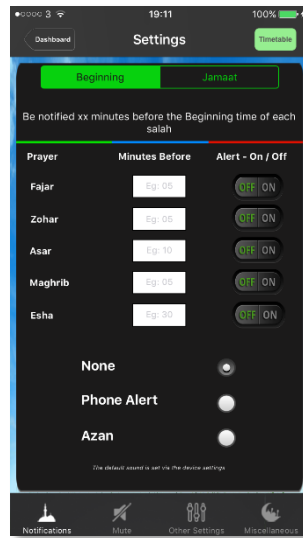 3 19:11 100%
Dashboard Settings Timetable
Beginning Jamaat
Be notified xx minutes before the Beginning time of each
salah
Prayer Minutes Before Alert - On / Off
Fajar Eg: 05 OFF ON
Zohar Eg: 05 OFF ON
Asar Eg: 10 OFF ON
Maghrib Eg: 05 OFF ON
Esha Eg: 30 OFF ON
None
Phone Alert
Azan
The default sound is set via the device settings
Notifications Mute Other Settings Miscellaneous